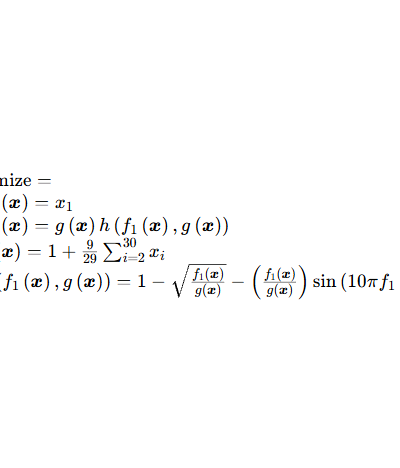 nize =
(x) = x₁
(x) = g (x) h (f₁ (x) , g (x))
x) = 1 + 9/29 ∑_{i=2}^{30} x_i
(f₁ (x) , g (x)) = 1 − √(f₁(x)/g(x)) − (f₁(x)/g(x)) sin (10πf₁